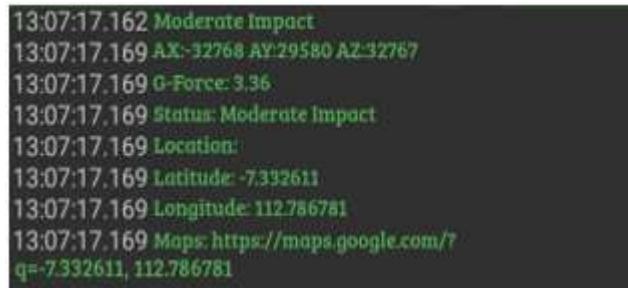 13:07:17.162 Moderate Impact
13:07:17.169 AX:-32768 AY:29580 AZ:32767
13:07:17.169 G-Force: 3.36
13:07:17.169 Status: Moderate Impact
13:07:17.169 Location:
13:07:17.169 Latitude: -7.332611
13:07:17.169 Longitude: 112.786781
13:07:17.169 Maps: https://maps.google.com/?
q=-7.332611, 112.786781